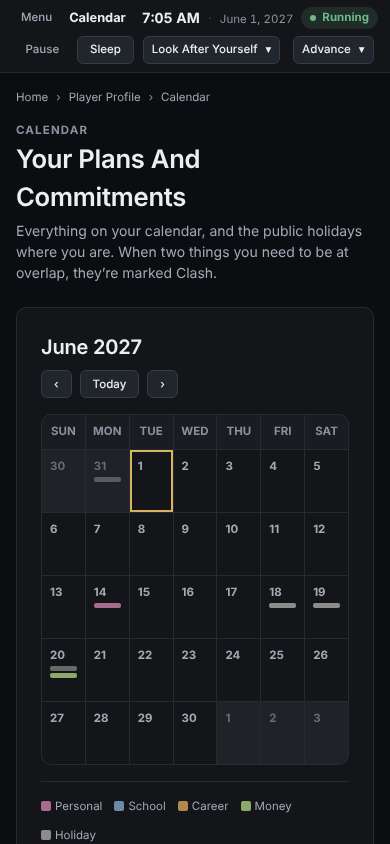 Menu Calendar 7:05 AM · June 1, 2027 Running
Pause Sleep Look After Yourself ▾ Advance ▾
Home › Player Profile › Calendar
CALENDAR
Your Plans And
Commitments
Everything on your calendar, and the public holidays
where you are. When two things you need to be at
overlap, they’re marked Clash.
June 2027
‹ Today ›
SUN MON TUE WED THU FRI SAT
30 31 1 2 3 4 5
6 7 8 9 10 11 12
13 14 15 16 17 18 19
20 21 22 23 24 25 26
27 28 29 30 1 2 3
Personal School Career Money
Holiday